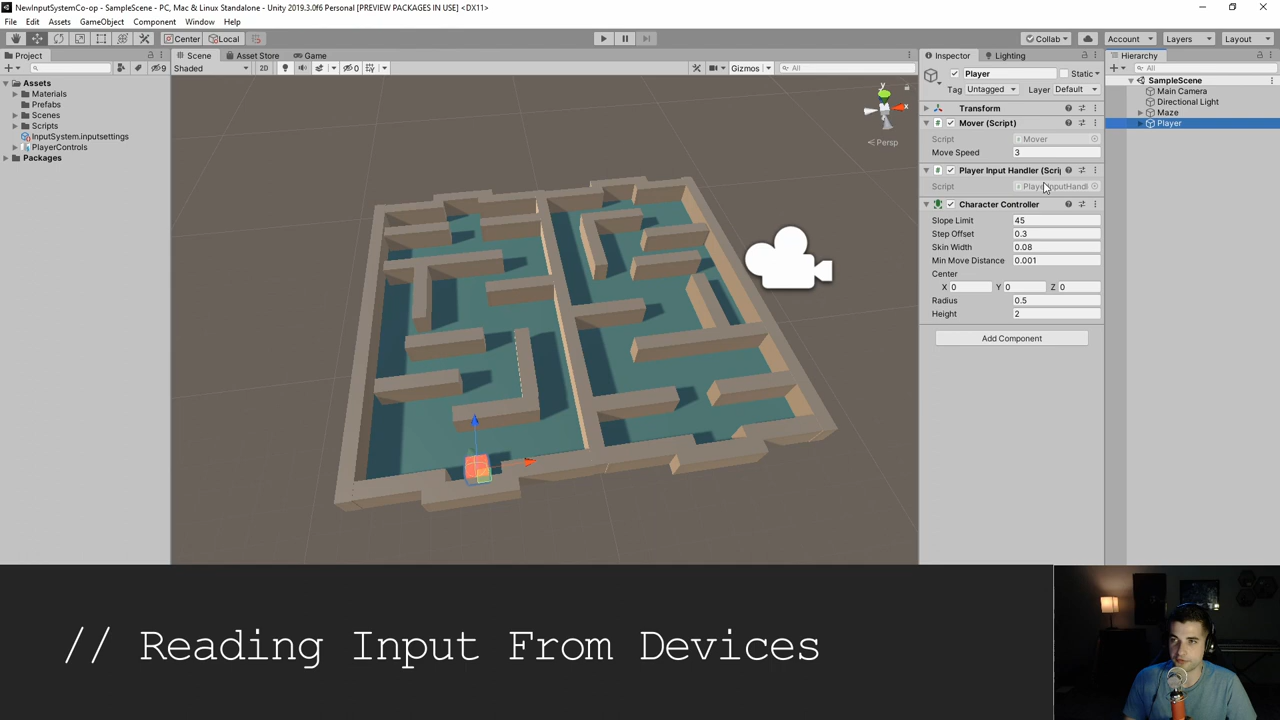 NewInputSystemCo-op - SampleScene - PC, Mac & Linux Standalone - Unity 2019.3.0f6 Personal [PREVIEW PACKAGES IN USE] <DX11>
File Edit Assets GameObject Component Window Help
Center Local Collab Account Layers Layout
Project Scene Asset Store Game Inspector Lighting Hierarchy
9 Shaded 2D 0 Gizmos All All
Assets
Materials
Prefabs
Scenes
Scripts
InputSystem.inputsettings
PlayerControls
Packages
y
x
Persp
Player Static
Tag Untagged Layer Default
Transform
Mover (Script)
Script Mover
Move Speed 3
Player Input Handler (Scri
Script PlayerInputHandl
Character Controller
Slope Limit 45
Step Offset 0.3
Skin Width 0.08
Min Move Distance 0.001
Center
X 0 Y 0 Z 0
Radius 0.5
Height 2
Add Component
SampleScene
Main Camera
Directional Light
Maze
Player
// Reading Input From Devices